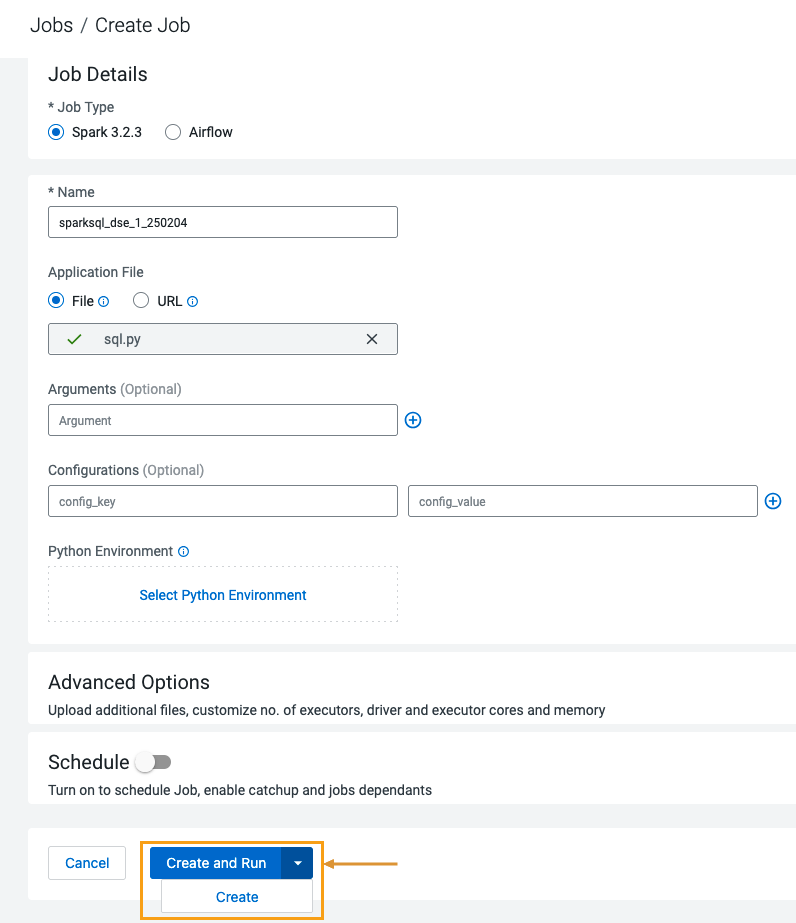 Jobs / Create Job
Job Details
* Job Type
Spark 3.2.3 Airflow
* Name
sparksql_dse_1_250204
Application File
File URL
sql.py
Arguments (Optional)
Argument
Configurations (Optional)
config_key config_value
Python Environment
Select Python Environment
Advanced Options
Upload additional files, customize no. of executors, driver and executor cores and memory
Schedule
Turn on to schedule Job, enable catchup and jobs dependants
Cancel Create and Run
Create